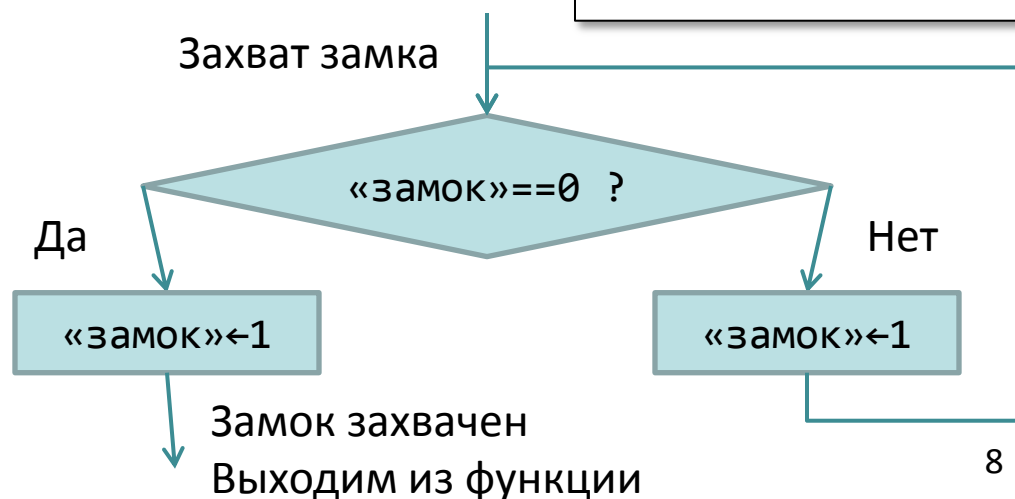 Захват замка
«замок»==0 ?
Да
Нет
«замок»←1
«замок»←1
Замок захвачен
Выходим из функции
8